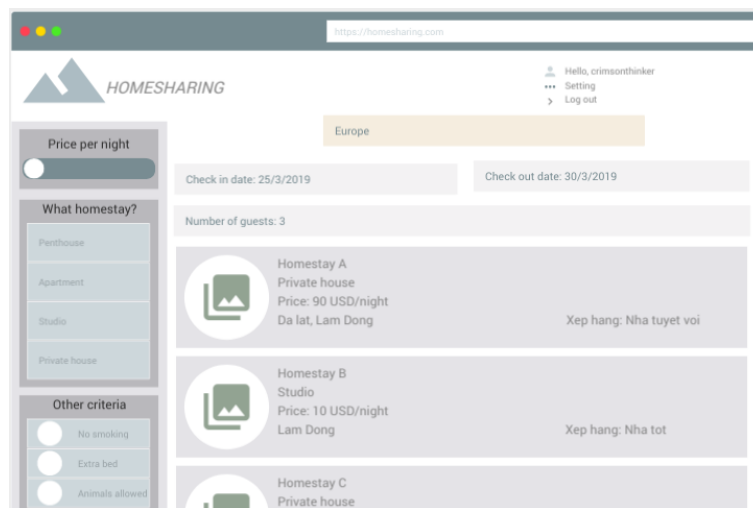 https://homesharing.com
HOMESHARING
Hello, crimsonthinker
Setting
Log out
Europe
Check in date: 25/3/2019
Check out date: 30/3/2019
Number of guests: 3
Price per night
What homestay?
Penthouse
Apartment
Studio
Private house
Other criteria
No smoking
Extra bed
Animals allowed
Homestay A
Private house
Price: 90 USD/night
Da lat, Lam Dong
Xep hang: Nha tuyet voi
Homestay B
Studio
Price: 10 USD/night
Lam Dong
Xep hang: Nha tot
Homestay C
Private house